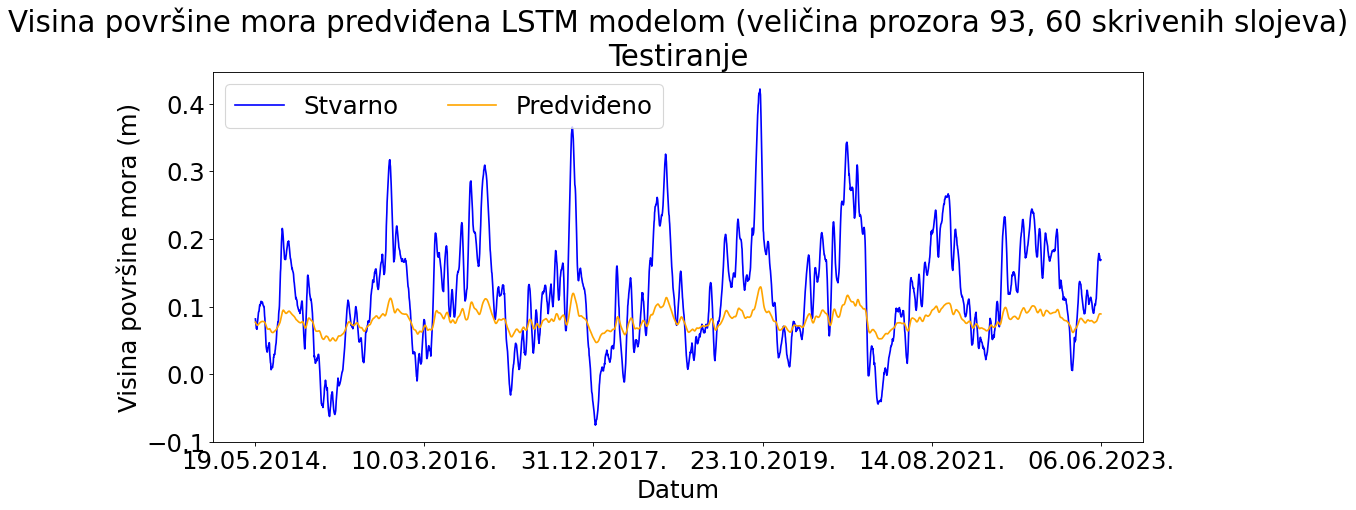 Visina površine mora predviđena LSTM modelom (veličina prozora 93, 60 skrivenih slojeva)
Testiranje
Stvarno
Predviđeno
Visina površine mora (m)
0.4
0.3
0.2
0.1
0.0
−0.1
19.05.2014.
10.03.2016.
31.12.2017.
23.10.2019.
14.08.2021.
06.06.2023.
Datum